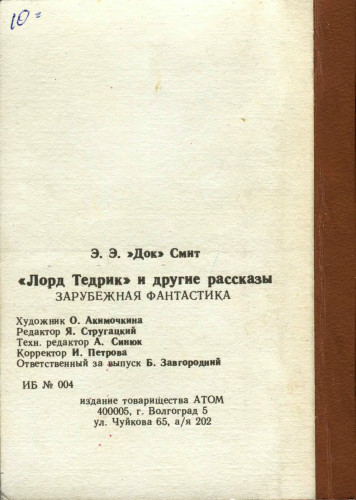 10=
Э. Э. »Док« Смит
«Лорд Тедрик» и другие рассказы
ЗАРУБЕЖНАЯ ФАНТАСТИКА
Художник О. Акимочкина
Редактор Я. Стругацкий
Техн. редактор А. Синюк
Корректор И. Петрова
Ответственный за выпуск Б. Завгородний
ИБ № 004
издание товарищества АТОМ
400005, г. Волгоград 5
ул. Чуйкова 65, а/я 202